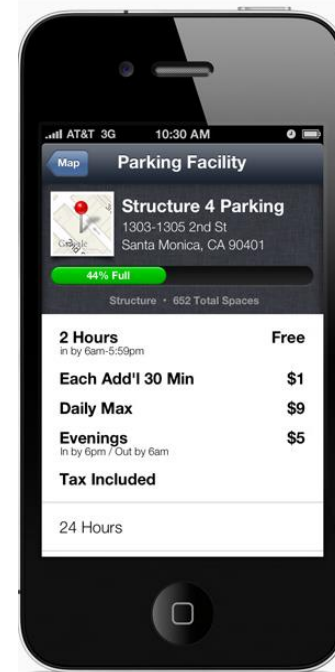 AT&T 3G 10:30 AM
Map Parking Facility
Structure 4 Parking
1303-1305 2nd St
Santa Monica, CA 90401
Google
44% Full
Structure • 652 Total Spaces
2 Hours Free
in by 6am-5:59pm
Each Add'l 30 Min $1
Daily Max $9
Evenings $5
In by 6pm / Out by 6am
Tax Included
24 Hours